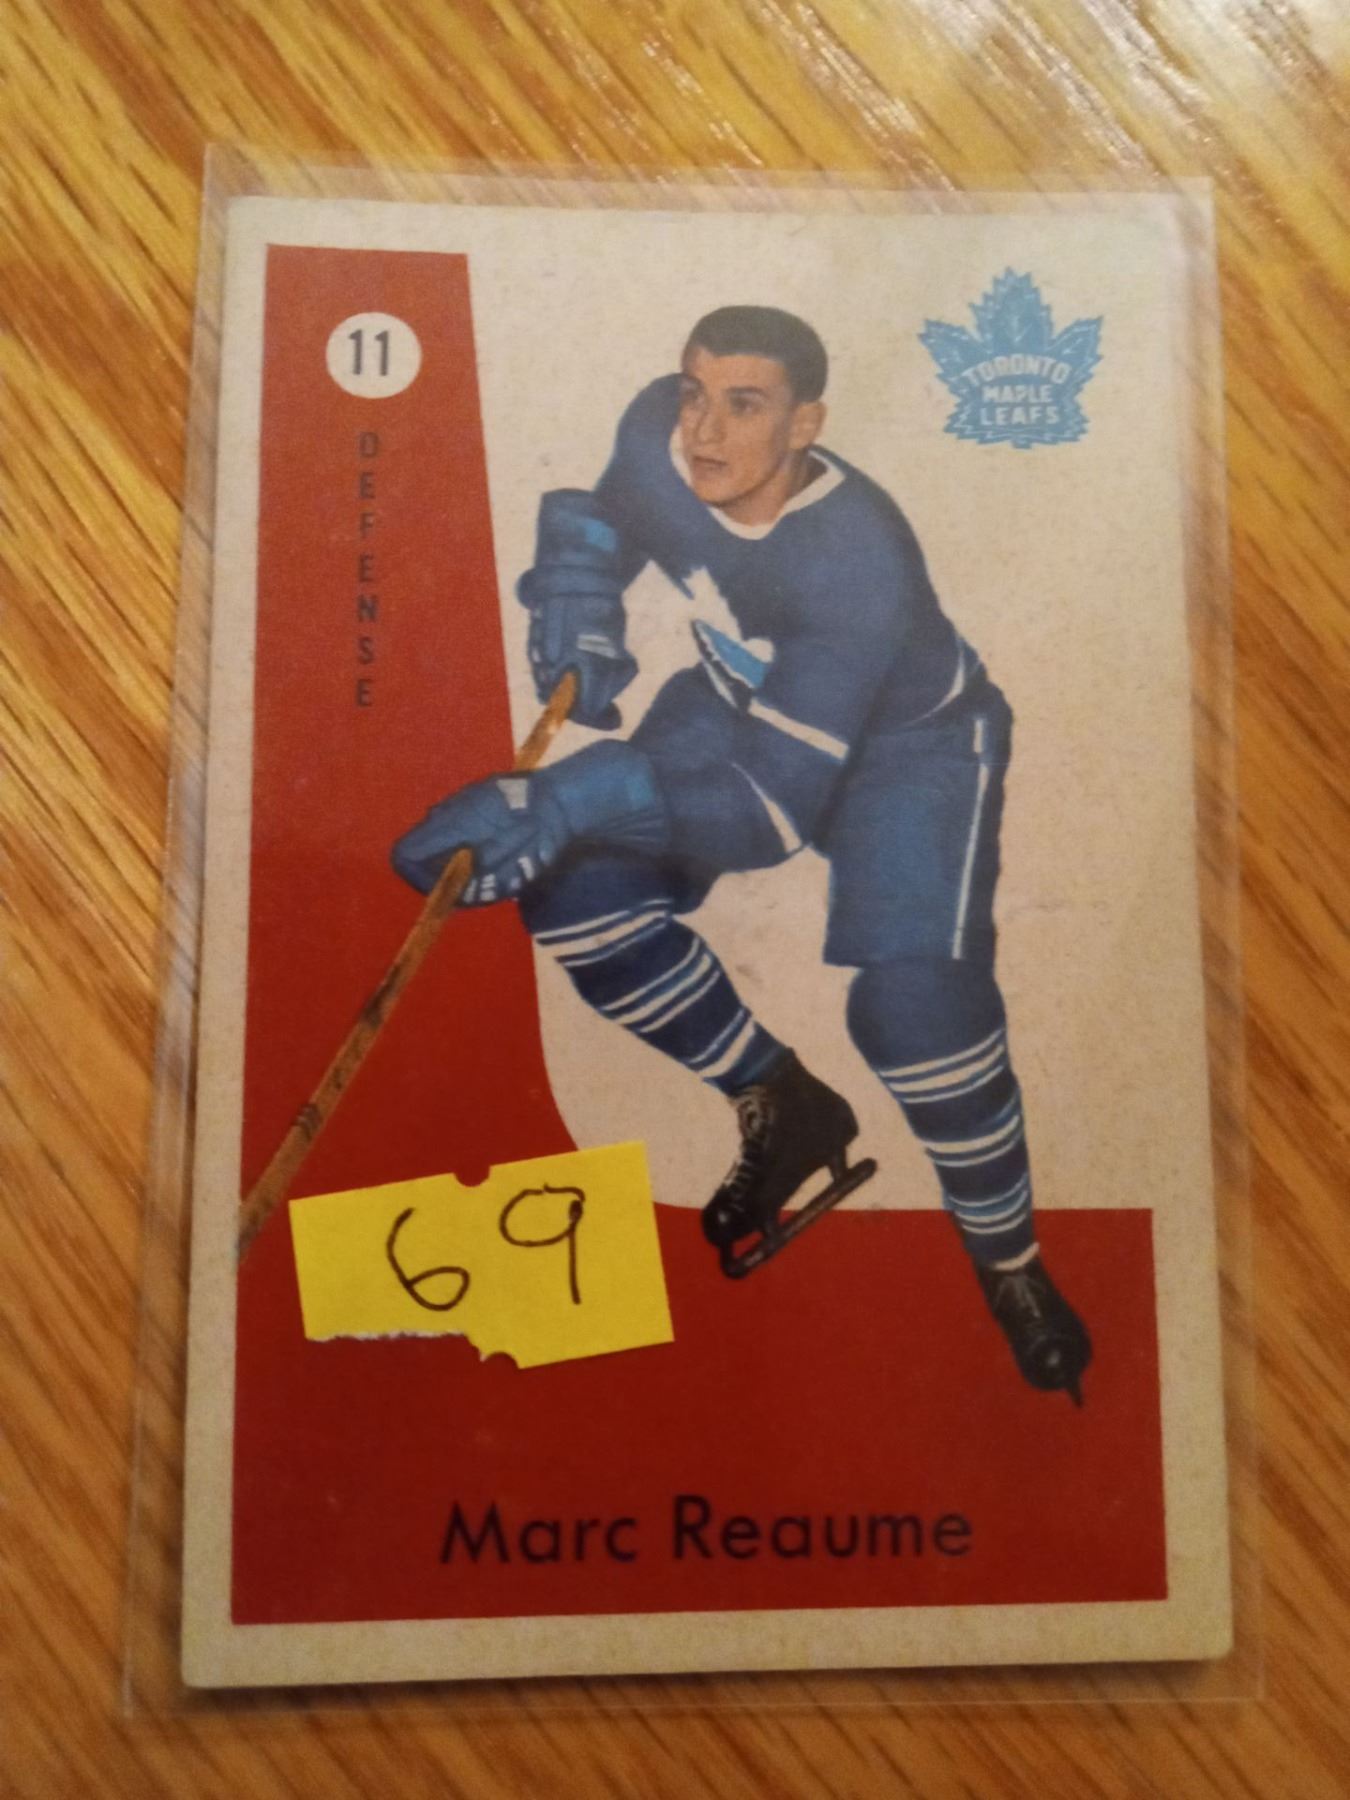 11
DEFENSE
TORONTO
MAPLE
LEAFS
69
Marc Reaume